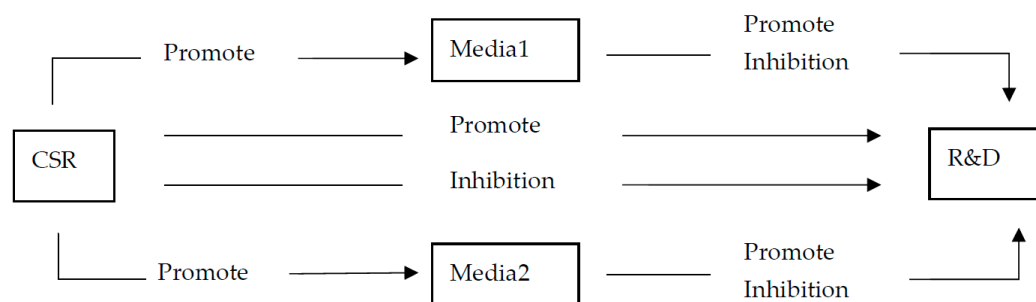 Promote
Media1
Promote
Inhibition
CSR
Promote
Inhibition
R&D
Promote
Media2
Promote
Inhibition